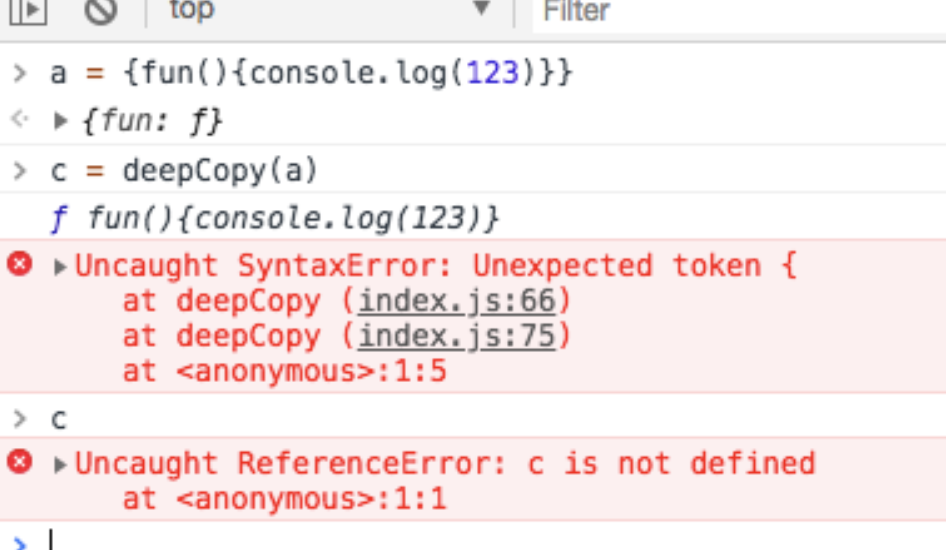 top Filter
> a = {fun(){console.log(123)}}
{fun: f}
> c = deepCopy(a)
f fun(){console.log(123)}
Uncaught SyntaxError: Unexpected token {
at deepCopy (index.js:66)
at deepCopy (index.js:75)
at <anonymous>:1:5
> c
Uncaught ReferenceError: c is not defined
at <anonymous>:1:1
>